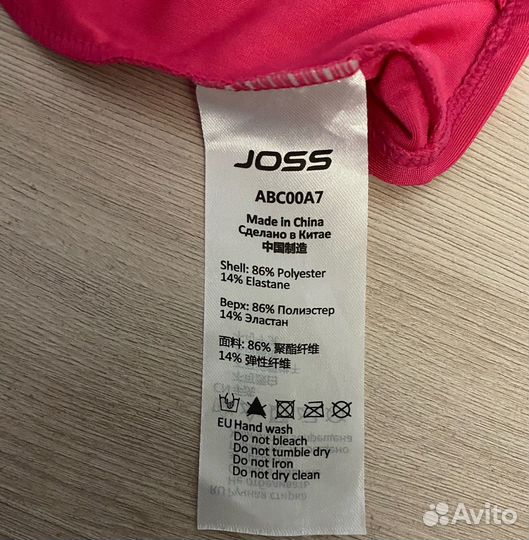 JOSS
ABC00A7
Made in China
Сделано в Китае
中国制造
Shell: 86% Polyester
14% Elastane
Верх: 86% Полиэстер
14% Эластан
面料: 86% 聚酯纤维
14% 弹性纤维
EU Hand wash
Do not bleach
Do not tumble dry
Do not iron
Do not dry clean
Avito